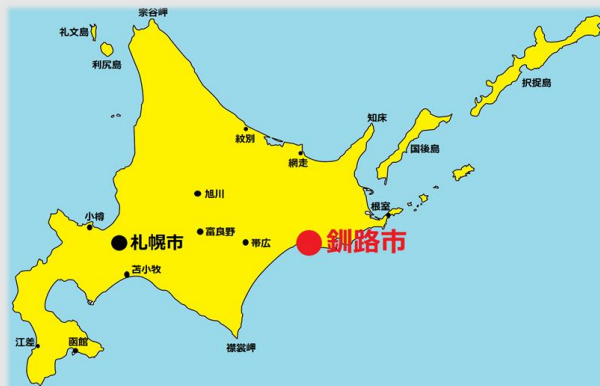 宗谷岬
礼文島
利尻島
択捉島
知床
紋別
国後島
網走
旭川
根室
小樽
富良野
札幌市
帯広
釧路市
苫小牧
江差
函館
襟裳岬